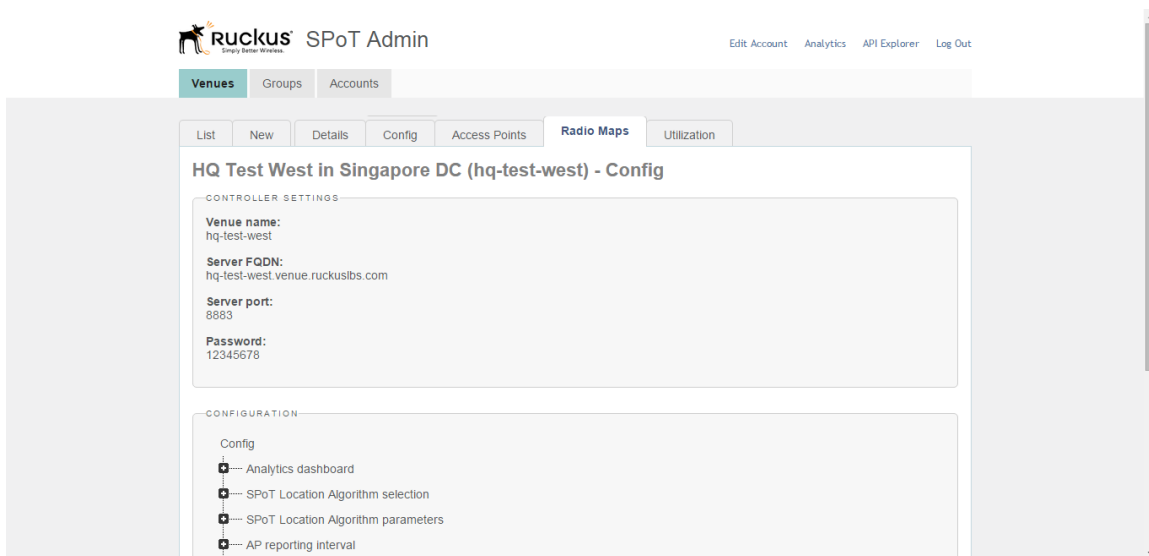 RUCKUS SPoT Admin
Simply Better Wireless.
Edit Account Analytics API Explorer Log Out
Venues Groups Accounts
List New Details Config Access Points Radio Maps Utilization
HQ Test West in Singapore DC (hq-test-west) - Config
CONTROLLER SETTINGS
Venue name:
hq-test-west
Server FQDN:
hq-test-west.venue.ruckuslbs.com
Server port:
8883
Password:
12345678
CONFIGURATION
Config
Analytics dashboard
SPoT Location Algorithm selection
SPoT Location Algorithm parameters
AP reporting interval